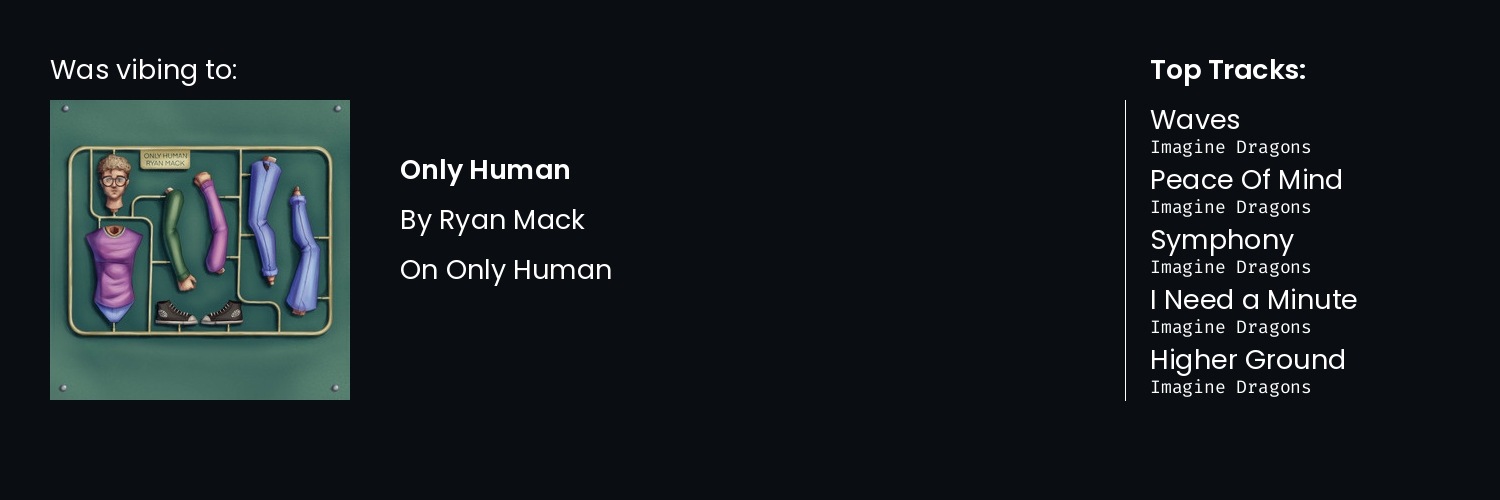 Was vibing to:
ONLY HUMAN
RYAN MACK
Only Human
By Ryan Mack
On Only Human
Top Tracks:
Waves
Imagine Dragons
Peace Of Mind
Imagine Dragons
Symphony
Imagine Dragons
I Need a Minute
Imagine Dragons
Higher Ground
Imagine Dragons